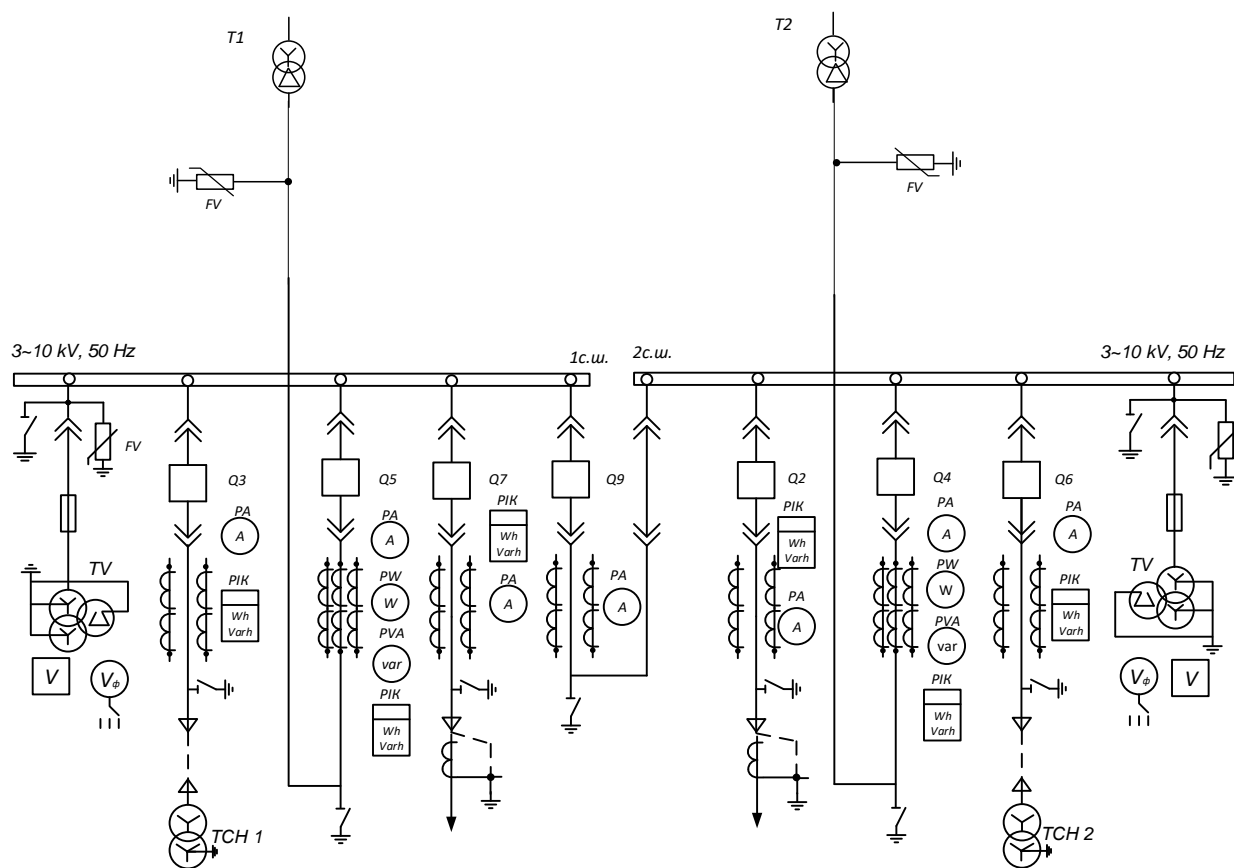 T1
T2
FV
FV
3~10 kV, 50 Hz
1с.ш.
2с.ш.
3~10 kV, 50 Hz
FV
FV
Q3
Q5
Q7
Q9
Q2
Q4
Q6
PA
A
PIK
Wh
Varh
PA
A
PW
W
PVA
var
PIK
Wh
Varh
PIK
Wh
Varh
PA
A
PA
A
PIK
Wh
Varh
PA
A
PA
A
PW
W
PVA
var
PIK
Wh
Varh
PA
A
PIK
Wh
Varh
TV
V
Vф
TV
Vф
V
ТСН 1
ТСН 2